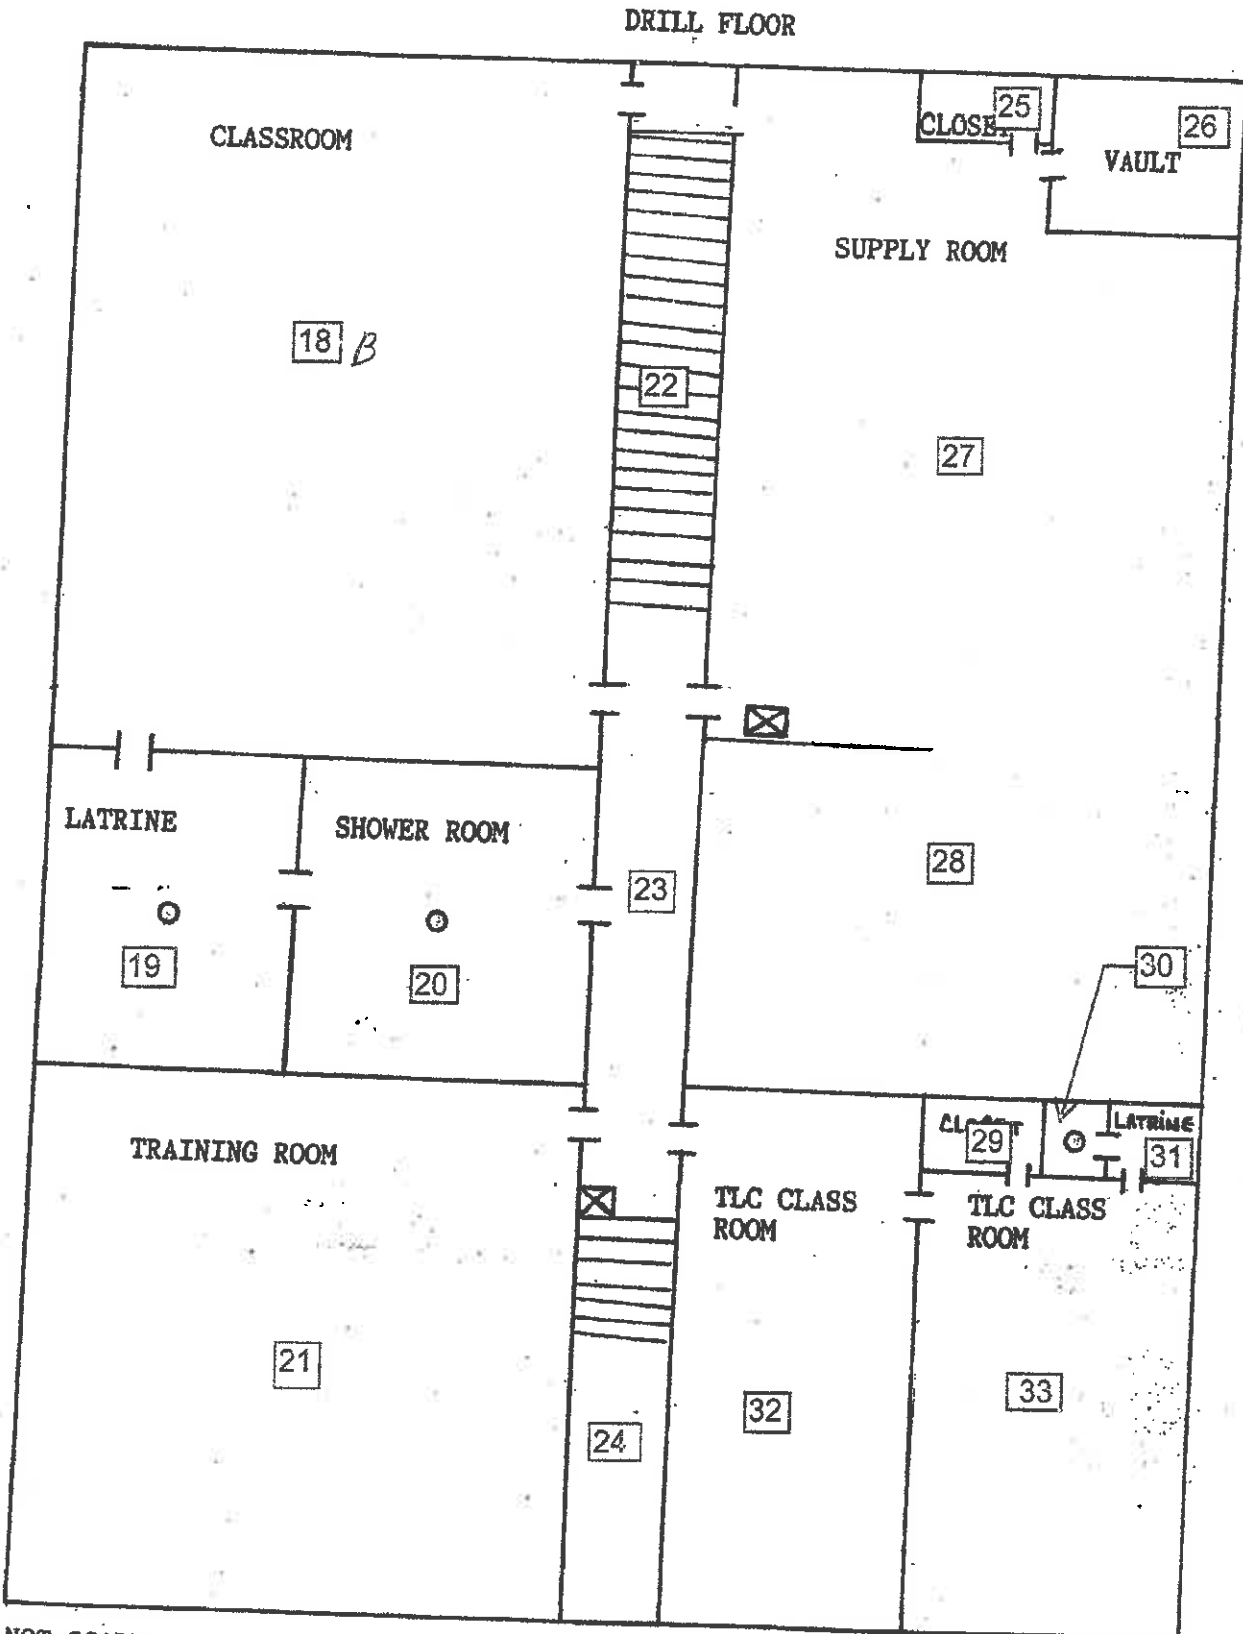 DRILL FLOOR
CLASSROOM
25
CLOSET
26
VAULT
SUPPLY ROOM
18 B
22
27
LATRINE
SHOWER ROOM
28
23
19
20
30
TRAINING ROOM
29
LATRINE
31
TLC CLASS
ROOM
TLC CLASS
ROOM
21
33
32
24
NOT